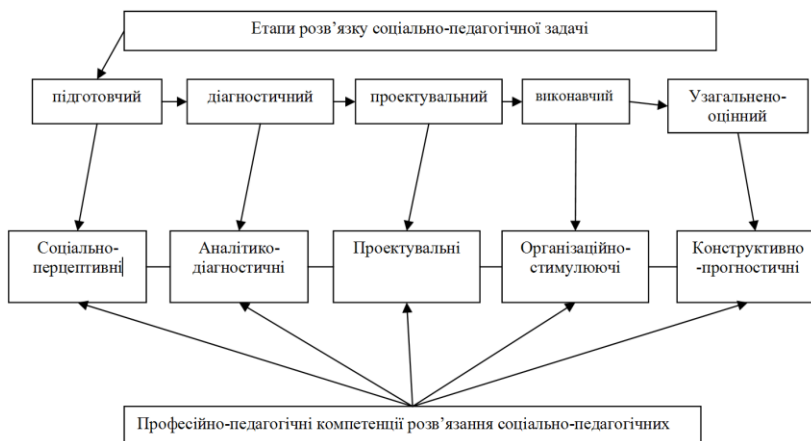 Етапи розв’язку соціально-педагогічної задачі
підготовчий
діагностичний
проектувальний
виконавчий
Узагальнено-
оцінний
Соціально-
перцептивні
Аналітико-
діагностичні
Проектувальні
Організаційно-
стимулюючі
Конструктивно
-прогностичні
Професійно-педагогічні компетенції розв’язання соціально-педагогічних